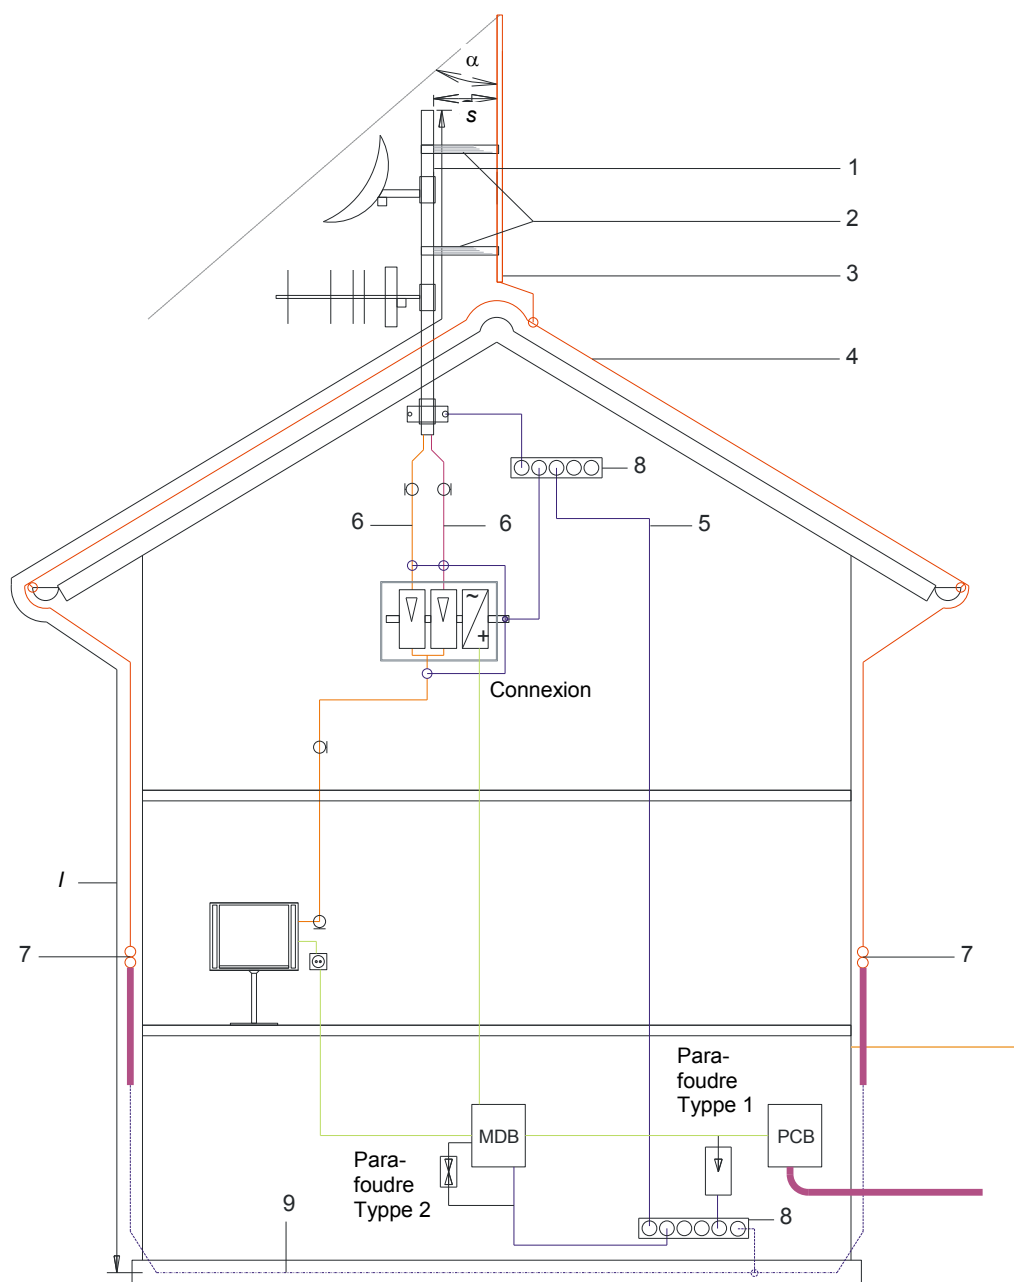 α
s
1
2
3
4
8
6
6
5
~
+
Connexion
l
7
7
Para-
foudre
Typpe 1
MDB
PCB
Para-
foudre
Typpe 2
9
8